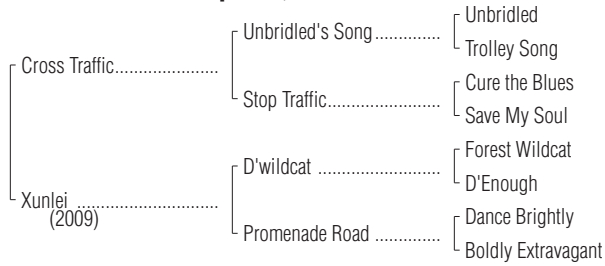 Unbridled
Unbridled's Song..............
Trolley Song
Cross Traffic......................
Cure the Blues
Stop Traffic........................
Save My Soul
Forest Wildcat
D'wildcat ..........................
D'Enough
Xunlei ..............................
(2009)
Dance Brightly
Promenade Road ..............
Boldly Extravagant